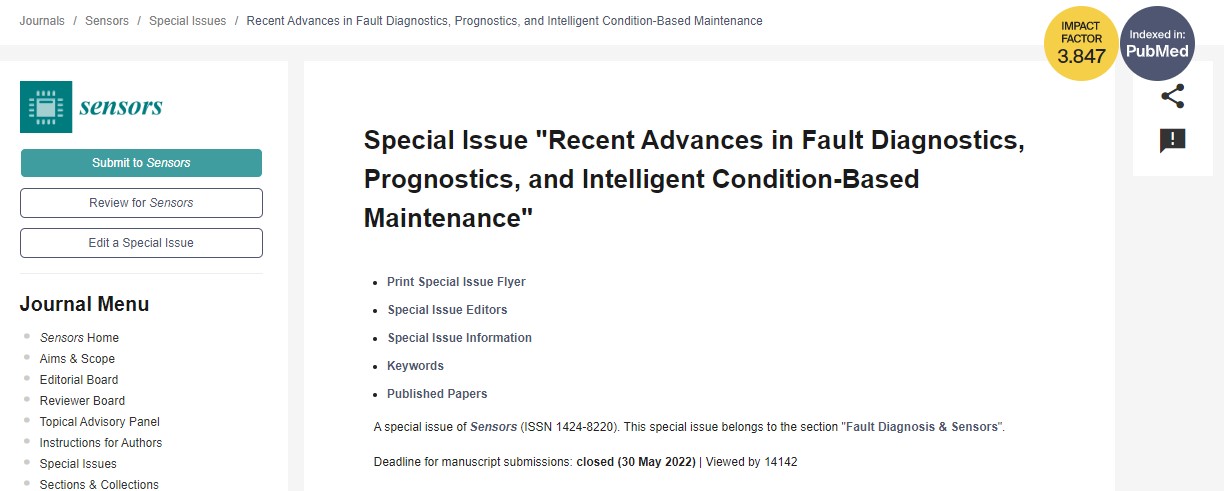 Journals / Sensors / Special Issues / Recent Advances in Fault Diagnostics, Prognostics, and Intelligent Condition-Based Maintenance
IMPACT
FACTOR
3.847
Indexed in:
PubMed
sensors
Submit to Sensors
Review for Sensors
Edit a Special Issue
Journal Menu
Sensors Home
Aims & Scope
Editorial Board
Reviewer Board
Topical Advisory Panel
Instructions for Authors
Special Issues
Sections & Collections
Special Issue "Recent Advances in Fault Diagnostics,
Prognostics, and Intelligent Condition-Based
Maintenance"
Print Special Issue Flyer
Special Issue Editors
Special Issue Information
Keywords
Published Papers
A special issue of Sensors (ISSN 1424-8220). This special issue belongs to the section "Fault Diagnosis & Sensors".
Deadline for manuscript submissions: closed (30 May 2022) | Viewed by 14142